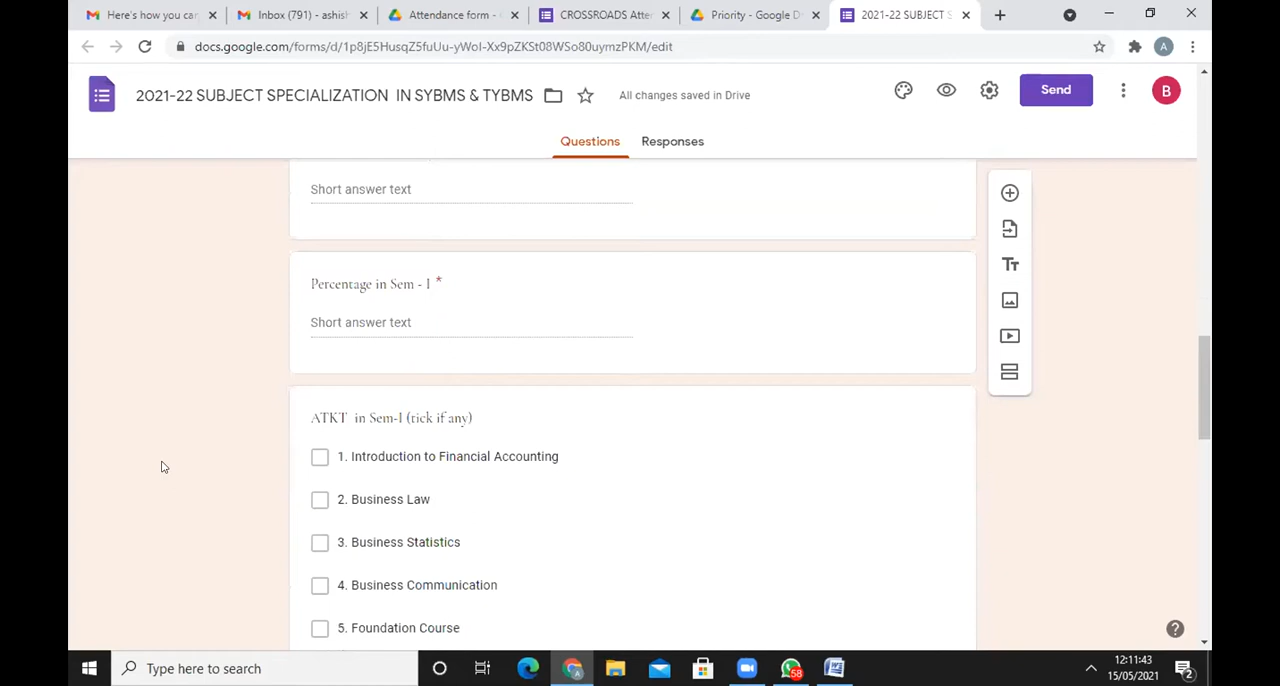 Here's how you ca
Inbox (791) - ashish
Attendance form -
CROSSROADS Atte
Priority - Google D
2021-22 SUBJECT S
docs.google.com/forms/d/1p8jE5HusqZ5fuUu-yWoI-Xx9pZKSt08WSo80uymzPKM/edit
A
2021-22 SUBJECT SPECIALIZATION IN SYBMS & TYBMS
All changes saved in Drive
Send
B
Questions
Responses
Short answer text
Percentage in Sem - I *
Short answer text
ATKT in Sem-I (tick if any)
1. Introduction to Financial Accounting
2. Business Law
3. Business Statistics
4. Business Communication
5. Foundation Course
Type here to search
58
12:11:43
15/05/2021
2